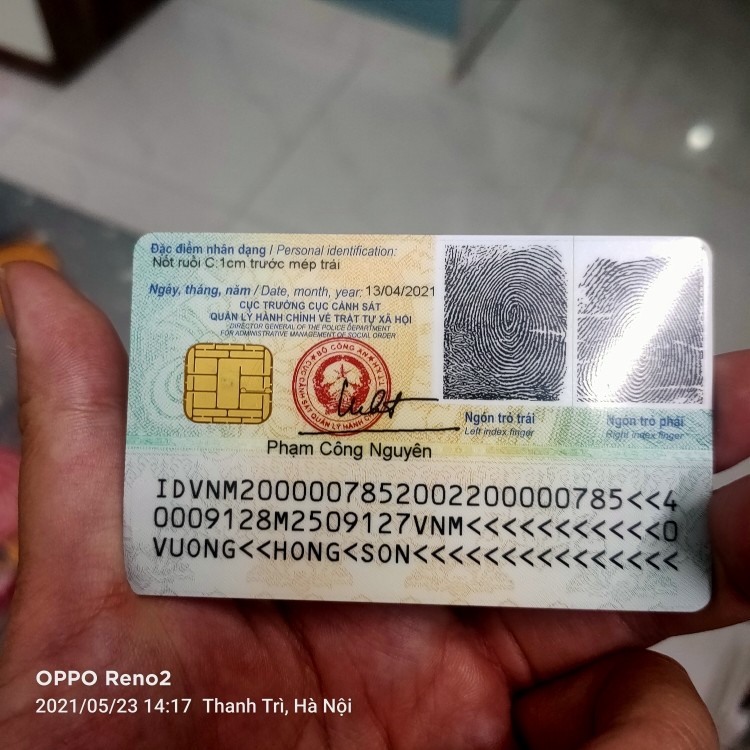 Đặc điểm nhân dạng / Personal identification:
Nốt ruồi C:1cm trước mép trái
Ngày, tháng, năm / Date, month, year: 13/04/2021
CỤC TRƯỞNG CỤC CẢNH SÁT
QUẢN LÝ HÀNH CHÍNH VỀ TRẬT TỰ XÃ HỘI
DIRECTOR GENERAL OF THE POLICE DEPARTMENT
FOR ADMINISTRATIVE MANAGEMENT OF SOCIAL ORDER
BỘ CÔNG AN
Phạm Công Nguyên
Ngón trỏ trái
Left index finger
Ngón trỏ phải
Right index finger
IDVNM2000007852002200000785<<4
0009128M2509127VNM<<<<<<<<<<<0
VUONG<<HONG<SON<<<<<<<<<<<<<<<
OPPO Reno2
2021/05/23 14:17 Thanh Trì, Hà Nội